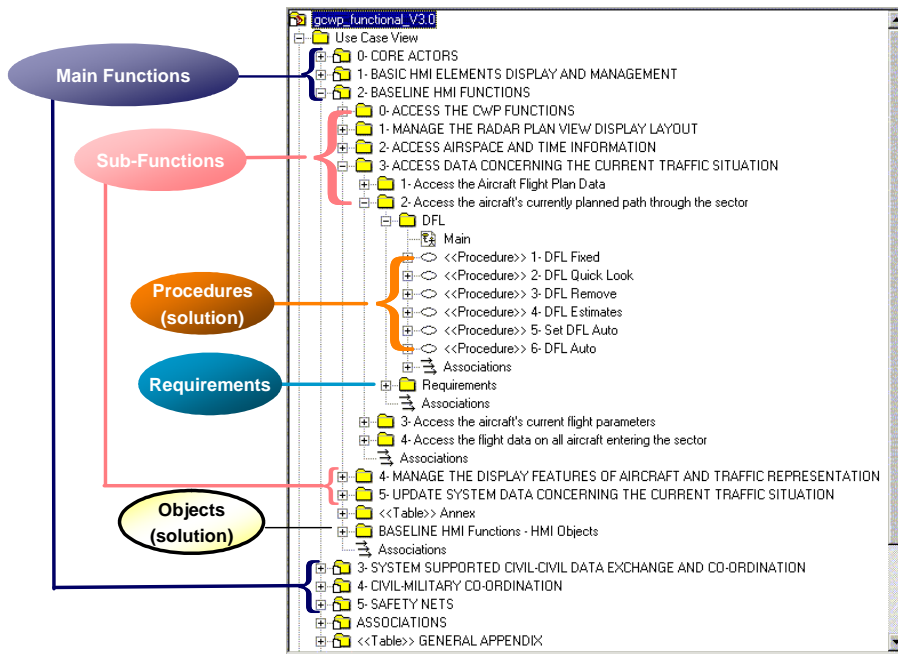 gcwp_functional_V3.0
Use Case View
0- CORE ACTORS
Main Functions
1- BASIC HMI ELEMENTS DISPLAY AND MANAGEMENT
2- BASELINE HMI FUNCTIONS
0- ACCESS THE CWP FUNCTIONS
1- MANAGE THE RADAR PLAN VIEW DISPLAY LAYOUT
2- ACCESS AIRSPACE AND TIME INFORMATION
Sub-Functions
3- ACCESS DATA CONCERNING THE CURRENT TRAFFIC SITUATION
1- Access the Aircraft Flight Plan Data
2- Access the aircraft's currently planned path through the sector
DFL
Main
<<Procedure>> 1- DFL Fixed
<<Procedure>> 2- DFL Quick Look
Procedures
(solution)
<<Procedure>> 3- DFL Remove
<<Procedure>> 4- DFL Estimates
<<Procedure>> 5- Set DFL Auto
<<Procedure>> 6- DFL Auto
Associations
Requirements
Requirements
Associations
3- Access the aircraft's current flight parameters
4- Access the flight data on all aircraft entering the sector
Associations
4- MANAGE THE DISPLAY FEATURES OF AIRCRAFT AND TRAFFIC REPRESENTATION
5- UPDATE SYSTEM DATA CONCERNING THE CURRENT TRAFFIC SITUATION
Objects
(solution)
<<Table>> Annex
BASELINE HMI Functions - HMI Objects
Associations
3- SYSTEM SUPPORTED CIVIL-CIVIL DATA EXCHANGE AND CO-ORDINATION
4- CIVIL-MILITARY CO-ORDINATION
5- SAFETY NETS
ASSOCIATIONS
<<Table>> GENERAL APPENDIX